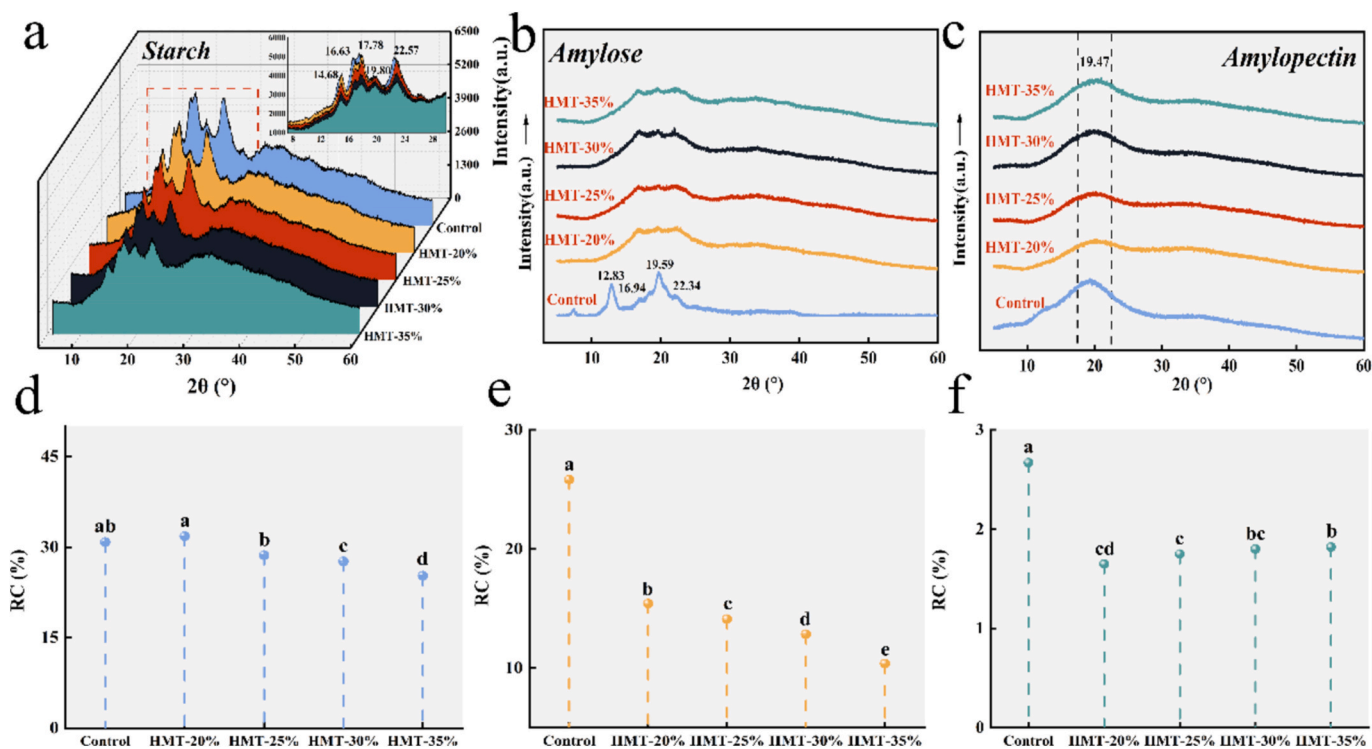 a
Starch
16.63
17.78
22.57
14.68
19.80
6000
5000
4000
3000
2000
1000
8
12
16
20
24
28
6500
5200
3900
2600
1300
0
Intensity(a.u.)
Control
HMT-20%
HMT-25%
HMT-30%
HMT-35%
10
20
30
40
50
60
2θ (°)
b
Amylose
HMT-35%
HMT-30%
HMT-25%
HMT-20%
Control
12.83
16.94
19.59
22.34
Intensity(a.u.)
10
20
30
40
50
60
2θ (°)
c
Amylopectin
19.47
HMT-35%
HMT-30%
HMT-25%
HMT-20%
Control
Intensity(a.u.)
10
20
30
40
50
60
2θ (°)
d
45
30
15
0
RC (%)
ab
a
b
c
d
Control HMT-20% HMT-25% HMT-30% HMT-35%
e
30
20
10
RC (%)
a
b
c
d
e
Control HMT-20% HMT-25% HMT-30% HMT-35%
f
3
2
1
0
RC (%)
a
cd
c
bc
b
Control HMT-20% HMT-25% HMT-30% HMT-35%